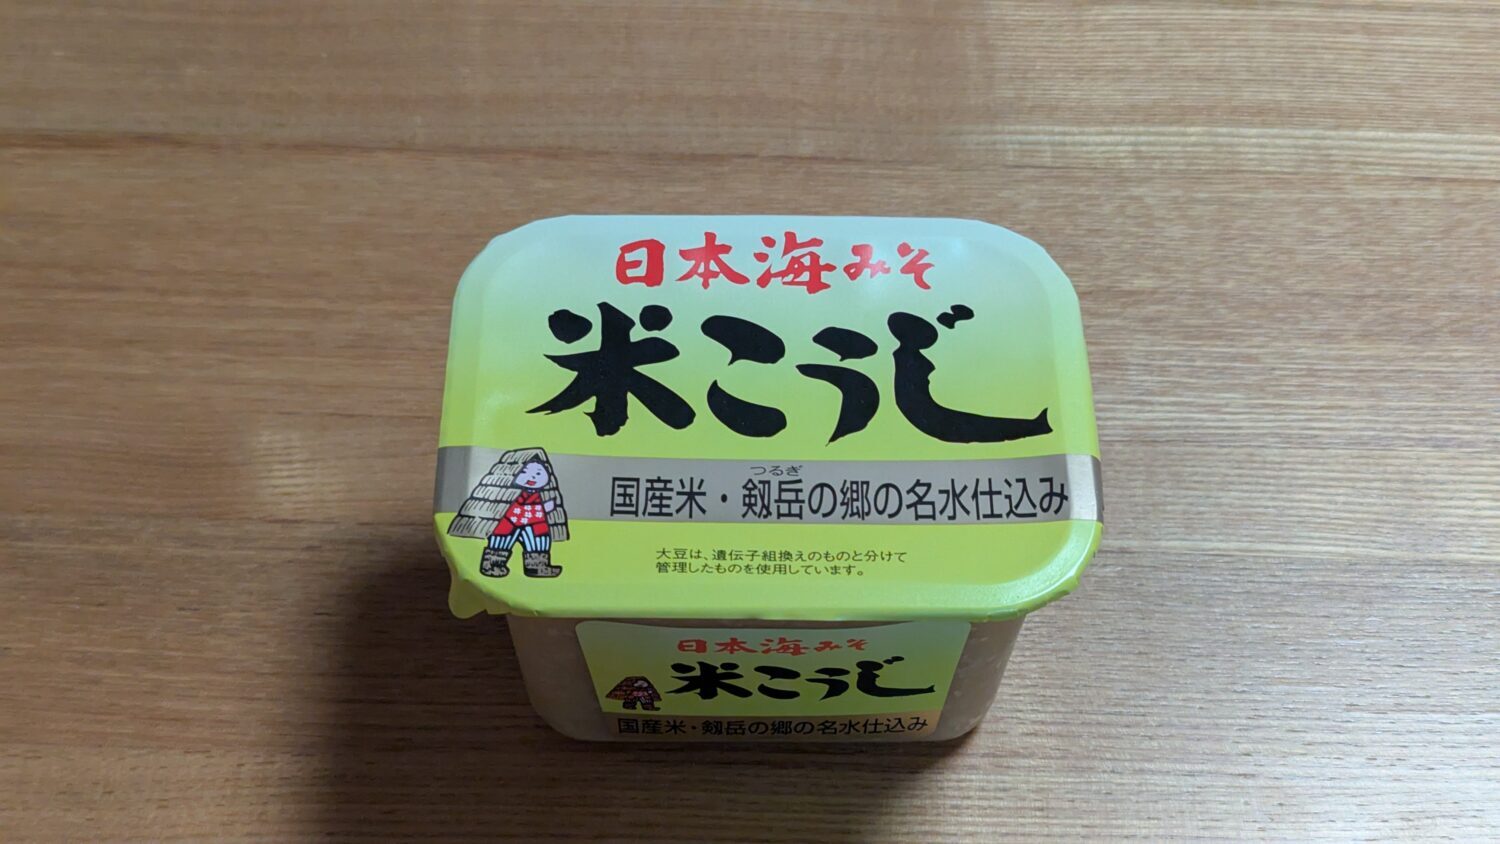 日本海みそ
米こうじ
つるぎ
国産米・剱岳の郷の名水仕込み
大豆は、遺伝子組換えのものと分けて
管理したものを使用しています。
日本海みそ
米こうじ
国産米・剱岳の郷の名水仕込み